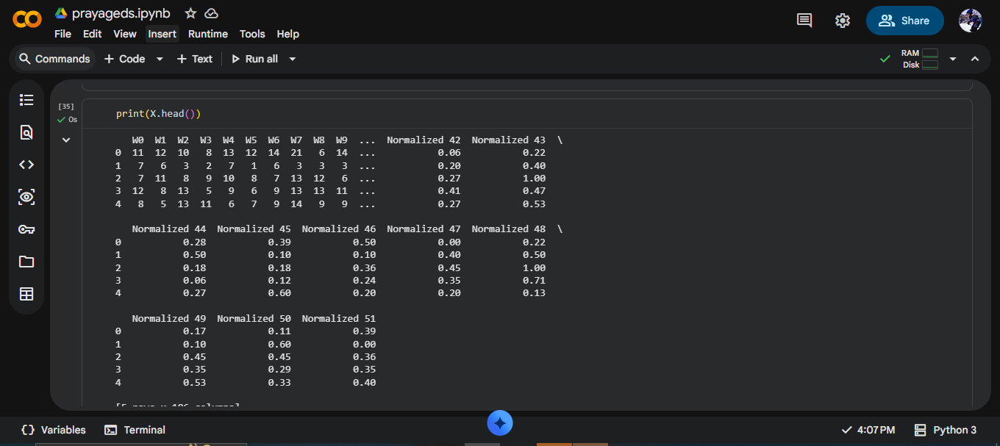 prayageds.ipynb
File Edit View Insert Runtime Tools Help
Share
Commands + Code + Text Run all
RAM
Disk
[35]
0s
print(X.head())
W0 W1 W2 W3 W4 W5 W6 W7 W8 W9 ... Normalized 42 Normalized 43 \
0 11 12 10 8 13 12 14 21 6 14 ... 0.06 0.22
1 7 6 3 2 7 1 6 3 3 3 ... 0.20 0.40
2 7 11 8 9 10 8 7 13 12 6 ... 0.27 1.00
3 12 8 13 5 9 6 9 13 13 11 ... 0.41 0.47
4 8 5 13 11 6 7 9 14 9 9 ... 0.27 0.53
Normalized 44 Normalized 45 Normalized 46 Normalized 47 Normalized 48 \
0 0.28 0.39 0.50 0.00 0.22
1 0.50 0.10 0.10 0.40 0.50
2 0.18 0.18 0.36 0.45 1.00
3 0.06 0.12 0.24 0.35 0.71
4 0.27 0.60 0.20 0.20 0.13
Normalized 49 Normalized 50 Normalized 51
0 0.17 0.11 0.39
1 0.10 0.60 0.00
2 0.45 0.45 0.36
3 0.35 0.29 0.35
4 0.53 0.33 0.40
Variables Terminal
4:07 PM Python 3